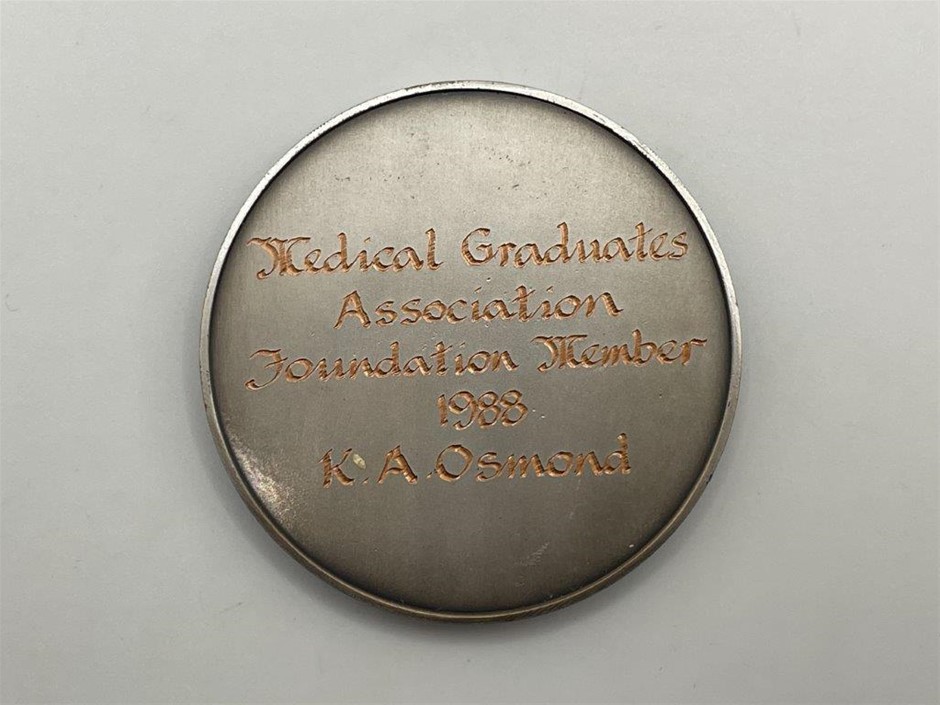 Medical Graduates
Association
Foundation Member
1988
K. A. Osmond